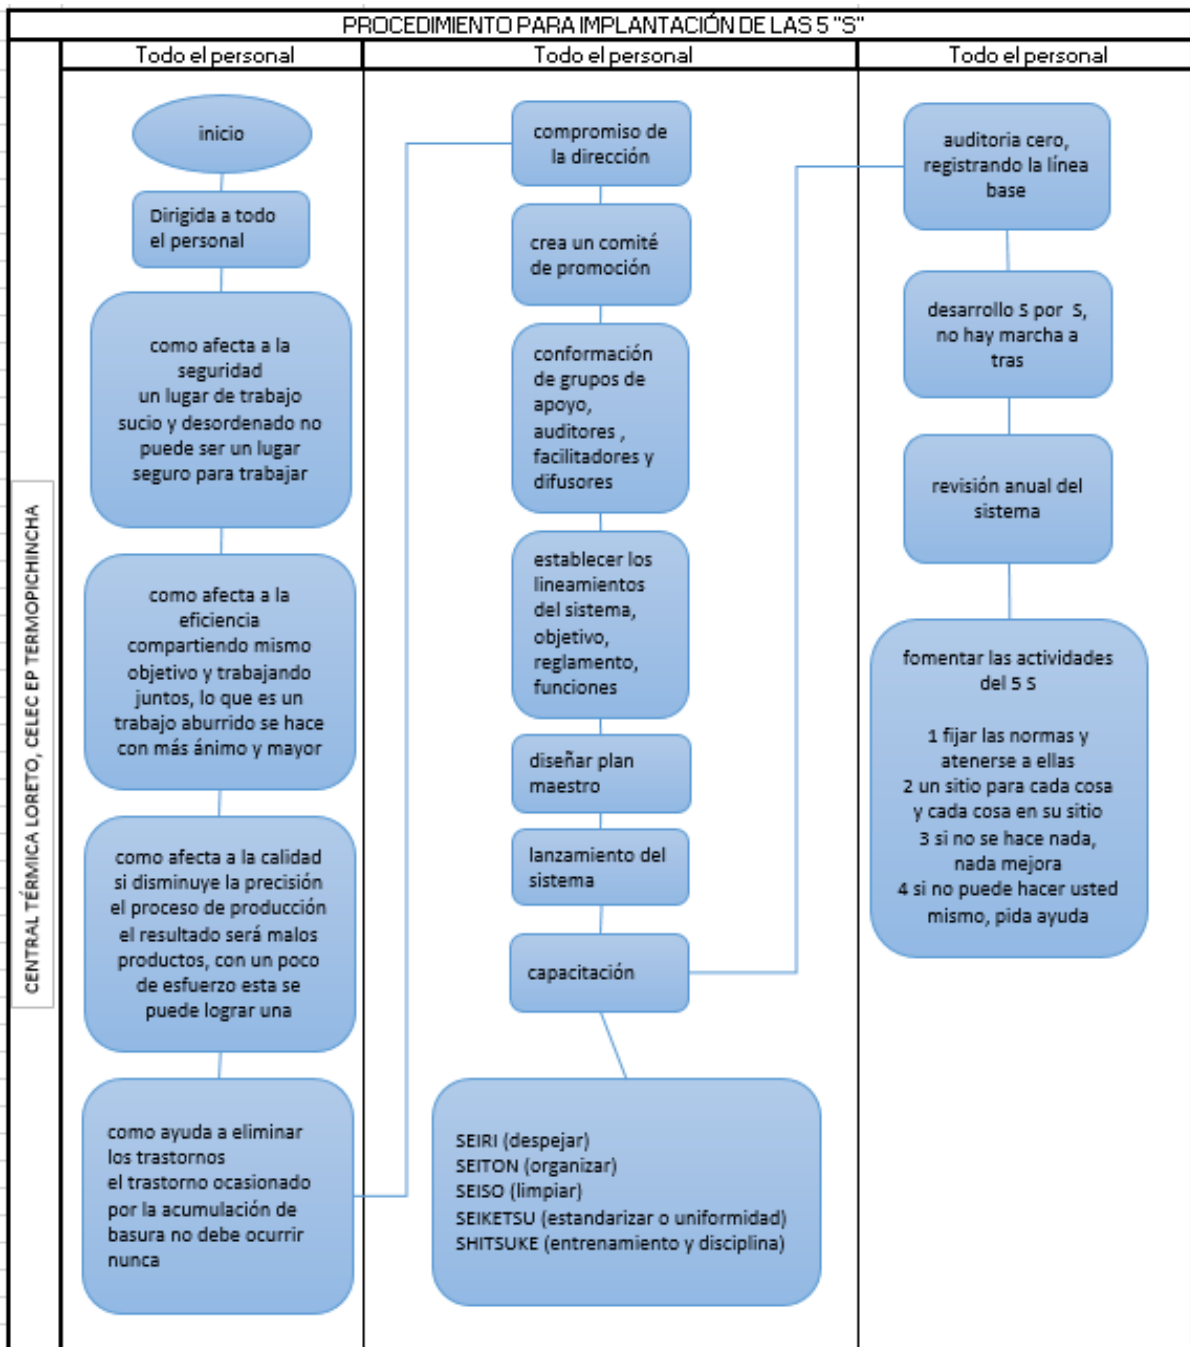 PROCEDIMIENTO PARA IMPLANTACIÓN DE LAS 5 "S"
Todo el personal
Todo el personal
Todo el personal
CENTRAL TÉRMICA LORETO, CELEC EP TERMOPICHINCHA
inicio
Dirigida a todo
el personal
como afecta a la
seguridad
un lugar de trabajo
sucio y desordenado no
puede ser un lugar
seguro para trabajar
como afecta a la
eficiencia
compartiendo mismo
objetivo y trabajando
juntos, lo que es un
trabajo aburrido se hace
con más ánimo y mayor
como afecta a la calidad
si disminuye la precisión
el proceso de producción
el resultado será malos
productos, con un poco
de esfuerzo esta se
puede lograr una
como ayuda a eliminar
los trastornos
el trastorno ocasionado
por la acumulación de
basura no debe ocurrir
nunca
compromiso de
la dirección
crea un comité
de promoción
conformación
de grupos de
apoyo,
auditores ,
facilitadores y
difusores
establecer los
lineamientos
del sistema,
objetivo,
reglamento,
funciones
diseñar plan
maestro
lanzamiento del
sistema
capacitación
SEIRI (despejar)
SEITON (organizar)
SEISO (limpiar)
SEIKETSU (estandarizar o uniformidad)
SHITSUKE (entrenamiento y disciplina)
auditoria cero,
registrando la línea
base
desarrollo S por  S,
no hay marcha a
tras
revisión anual del
sistema
fomentar las actividades
del 5 S
1 fijar las normas y
atenerse a ellas
2 un sitio para cada cosa
y cada cosa en su sitio
3 si no se hace nada,
nada mejora
4 si no puede hacer usted
mismo, pida ayuda